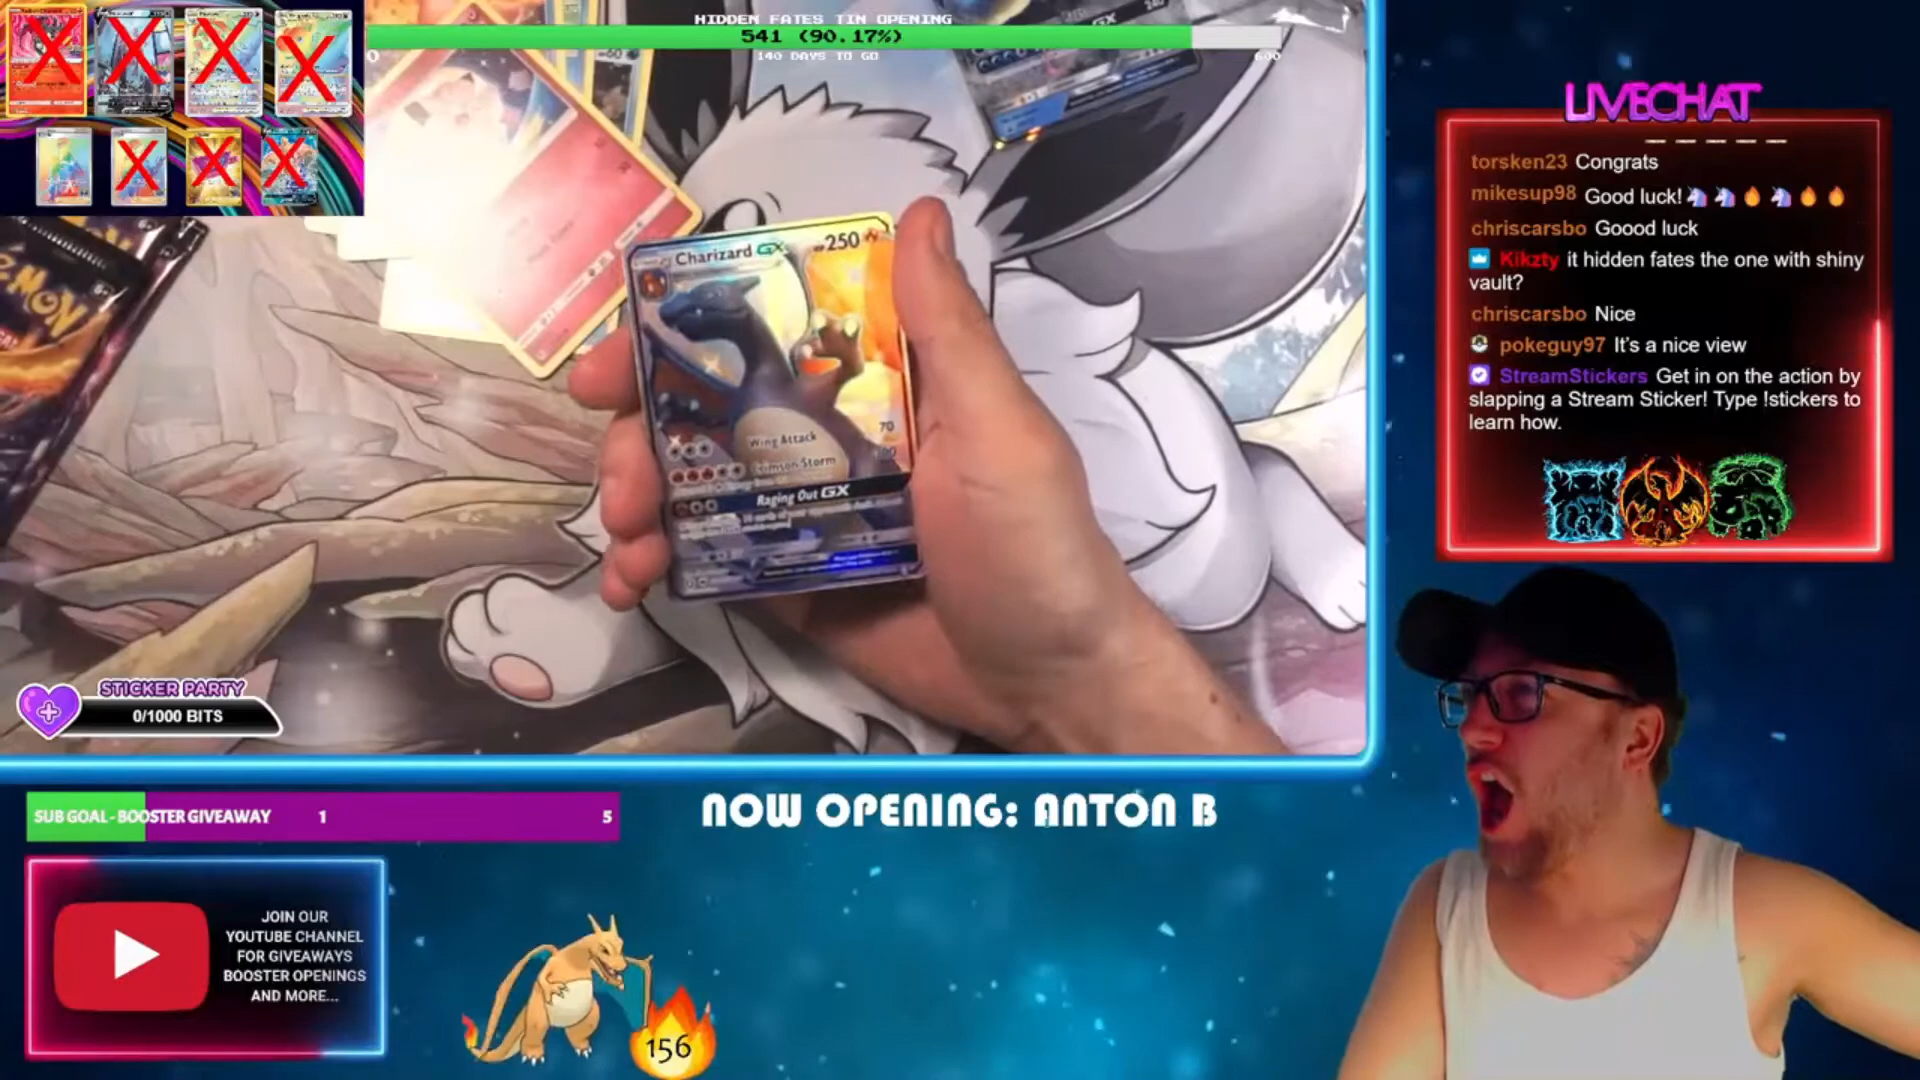 HIDDEN FATES TIN OPENING
541 (90.17%)
0
140 DAYS TO GO
600
Charizard GX
250
Wing Attack
70
Crimson Storm
Raging Out GX
STICKER PARTY
0/1000 BITS
LIVECHAT
torsken23 Congrats
mikesup98 Good luck!
chriscarsbo Goood luck
Kikzty it hidden fates the one with shiny
vault?
chriscarsbo Nice
pokeguy97 It's a nice view
StreamStickers Get in on the action by
slapping a Stream Sticker! Type !stickers to
learn how.
SUB GOAL - BOOSTER GIVEAWAY 1 5
NOW OPENING: ANTON B
JOIN OUR
YOUTUBE CHANNEL
FOR GIVEAWAYS
BOOSTER OPENINGS
AND MORE...
156